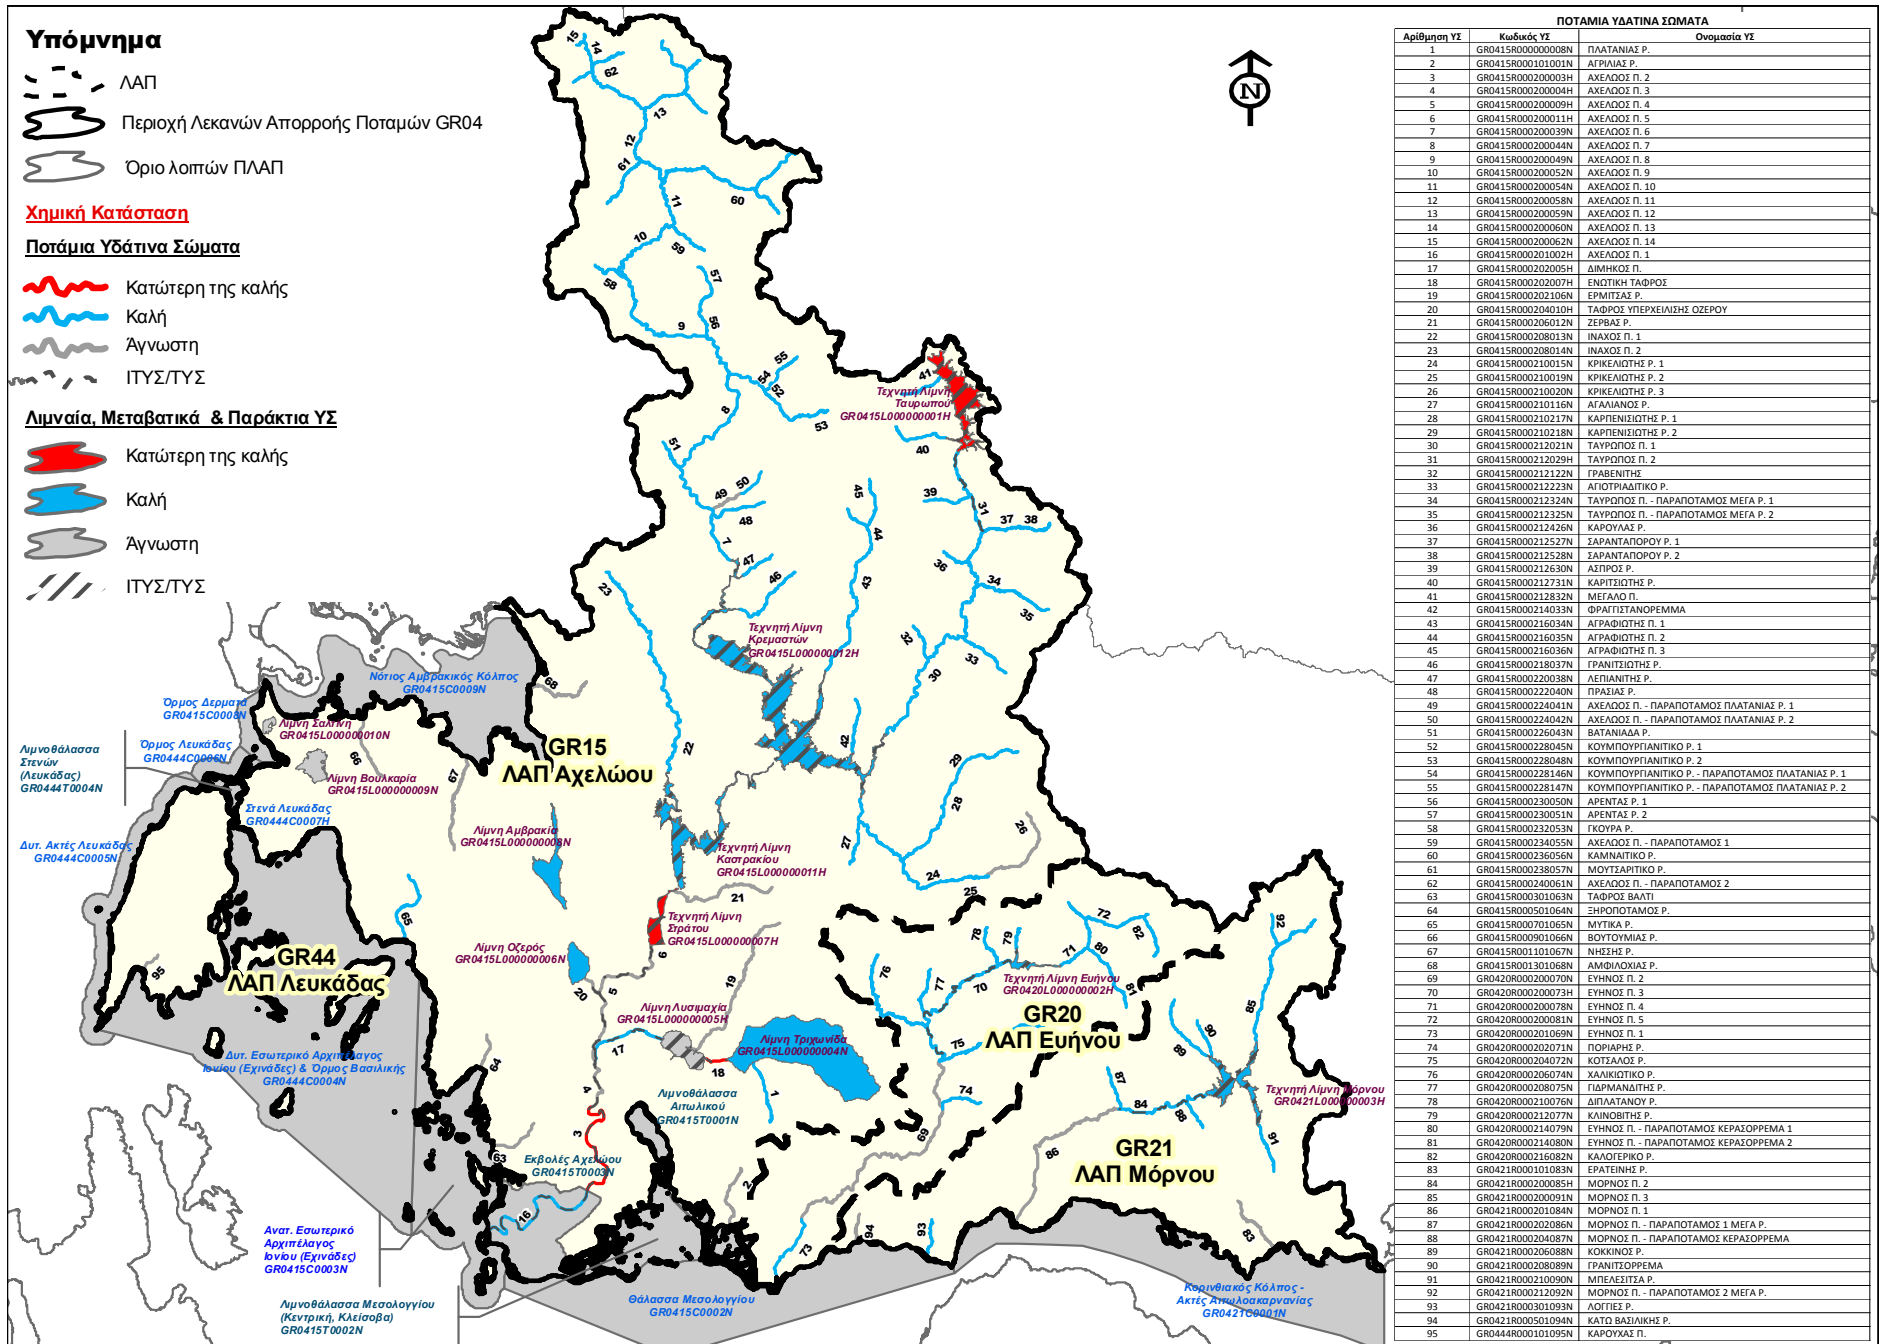 Υπόμνημα
ΛΑΠ
Περιοχή Λεκανών Απορροής Ποταμών GR04
Όριο λοιπών ΠΛΑΠ
Χημική Κατάσταση
Ποτάμια Υδάτινα Σώματα
Κατώτερη της καλής
Καλή
Άγνωστη
ΙΤΥΣ/ΤΥΣ
Λιμναία, Μεταβατικά & Παράκτια ΥΣ
Κατώτερη της καλής
Καλή
Άγνωστη
ΙΤΥΣ/ΤΥΣ
N
Τεχνητή Λίμνη
Ταυρωπού
GR0415L000000001H
Τεχνητή Λίμνη
Κρεμαστών
GR0415L000000012H
Νότιος Αμβρακικός Κόλπος
GR0415C0009N
Όρμος Δερματά
GR0415C0008N
Λίμνη Σαλτίνη
GR0415L000000010N
Όρμος Λευκάδας
GR0444C0006N
Λιμνοθάλασσα
Στενών
(Λευκάδας)
GR0444T0004N
Λίμνη Βουλκαρία
GR0415L000000009N
Στενά Λευκάδας
GR0444C0007H
Δυτ. Ακτές Λευκάδας
GR0444C0005N
GR15
ΛΑΠ Αχελώου
Λίμνη Αμβρακία
GR0415L000000008N
Τεχνητή Λίμνη
Καστρακίου
GR0415L000000011H
Τεχνητή Λίμνη
Στράτου
GR0415L000000007H
Λίμνη Οζερός
GR0415L000000006N
GR44
ΛΑΠ Λευκάδας
Λίμνη Λυσιμαχία
GR0415L000000005H
Λίμνη Τριχωνίδα
GR0415L000000004N
Τεχνητή Λίμνη Ευήνου
GR0420L000000002H
GR20
ΛΑΠ Ευήνου
Δυτ. Εσωτερικό Αρχιπέλαγος
Ιονίου (Εχινάδες) & Όρμος Βασιλικής
GR0444C0004N
Λιμνοθάλασσα
Αιτωλικού
GR0415T0001N
Τεχνητή Λίμνη Μόρνου
GR0421L000000003H
Εκβολές Αχελώου
GR0415T0003N
GR21
ΛΑΠ Μόρνου
Ανατ. Εσωτερικό
Αρχιπέλαγος
Ιονίου (Εχινάδες)
GR0415C0003N
Λιμνοθάλασσα Μεσολογγίου
(Κεντρική, Κλείσοβα)
GR0415T0002N
Θάλασσα Μεσολογγίου
GR0415C0002N
Κορινθιακός Κόλπος -
Ακτές Αιτωλοακαρνανίας
GR0421C0001N
ΠΟΤΑΜΙΑ ΥΔΑΤΙΝΑ ΣΩΜΑΤΑ
Αρίθμηση ΥΣ Κωδικός ΥΣ Ονομασία ΥΣ
1 GR0415R000000008N ΠΛΑΤΑΝΙΑΣ Ρ.
2 GR0415R000101001N ΑΓΡΙΛΙΑΣ Ρ.
3 GR0415R000200003H ΑΧΕΛΩΟΣ Π. 2
4 GR0415R000200004H ΑΧΕΛΩΟΣ Π. 3
5 GR0415R000200009H ΑΧΕΛΩΟΣ Π. 4
6 GR0415R000200011H ΑΧΕΛΩΟΣ Π. 5
7 GR0415R000200039N ΑΧΕΛΩΟΣ Π. 6
8 GR0415R000200044N ΑΧΕΛΩΟΣ Π. 7
9 GR0415R000200049N ΑΧΕΛΩΟΣ Π. 8
10 GR0415R000200052N ΑΧΕΛΩΟΣ Π. 9
11 GR0415R000200054N ΑΧΕΛΩΟΣ Π. 10
12 GR0415R000200058N ΑΧΕΛΩΟΣ Π. 11
13 GR0415R000200059N ΑΧΕΛΩΟΣ Π. 12
14 GR0415R000200060N ΑΧΕΛΩΟΣ Π. 13
15 GR0415R000200062N ΑΧΕΛΩΟΣ Π. 14
16 GR0415R000201002H ΑΧΕΛΩΟΣ Π. 1
17 GR0415R000202005H ΔΙΜΗΚΟΣ Π.
18 GR0415R000202007H ΕΝΩΤΙΚΗ ΤΑΦΡΟΣ
19 GR0415R000202106N ΕΡΜΙΤΣΑΣ Ρ.
20 GR0415R000204010H ΤΑΦΡΟΣ ΥΠΕΡΧΕΙΛΙΣΗΣ ΟΖΕΡΟΥ
21 GR0415R000206012N ΖΕΡΒΑΣ Ρ.
22 GR0415R000208013N ΙΝΑΧΟΣ Π. 1
23 GR0415R000208014N ΙΝΑΧΟΣ Π. 2
24 GR0415R000210015N ΚΡΙΚΕΛΙΩΤΗΣ Ρ. 1
25 GR0415R000210019N ΚΡΙΚΕΛΙΩΤΗΣ Ρ. 2
26 GR0415R000210020N ΚΡΙΚΕΛΙΩΤΗΣ Ρ. 3
27 GR0415R000210116N ΑΓΑΛΙΑΝΟΣ Ρ.
28 GR0415R000210217N ΚΑΡΠΕΝΙΣΙΩΤΗΣ Ρ. 1
29 GR0415R000210218N ΚΑΡΠΕΝΙΣΙΩΤΗΣ Ρ. 2
30 GR0415R000212021N ΤΑΥΡΩΠΟΣ Π. 1
31 GR0415R000212029H ΤΑΥΡΩΠΟΣ Π. 2
32 GR0415R000212122N ΓΡΑΒΕΝΙΤΗΣ
33 GR0415R000212223N ΑΓΙΟΤΡΙΑΔΙΤΙΚΟ Ρ.
34 GR0415R000212324N ΤΑΥΡΩΠΟΣ Π. - ΠΑΡΑΠΟΤΑΜΟΣ ΜΕΓΑ Ρ. 1
35 GR0415R000212325N ΤΑΥΡΩΠΟΣ Π. - ΠΑΡΑΠΟΤΑΜΟΣ ΜΕΓΑ Ρ. 2
36 GR0415R000212426N ΚΑΡΟΥΛΑΣ Ρ.
37 GR0415R000212527N ΣΑΡΑΝΤΑΠΟΡΟΥ Ρ. 1
38 GR0415R000212528N ΣΑΡΑΝΤΑΠΟΡΟΥ Ρ. 2
39 GR0415R000212630N ΑΣΠΡΟΣ Ρ.
40 GR0415R000212731N ΚΑΡΙΤΣΙΩΤΗΣ Ρ.
41 GR0415R000212832N ΜΕΓΑΛΟ Π.
42 GR0415R000214033N ΦΡΑΓΓΙΣΤΑΝΟΡΕΜΜΑ
43 GR0415R000216034N ΑΓΡΑΦΙΩΤΗΣ Π. 1
44 GR0415R000216035N ΑΓΡΑΦΙΩΤΗΣ Π. 2
45 GR0415R000216036N ΑΓΡΑΦΙΩΤΗΣ Π. 3
46 GR0415R000218037N ΓΡΑΝΙΤΣΙΩΤΗΣ Ρ.
47 GR0415R000220038N ΛΕΠΙΑΝΙΤΗΣ Ρ.
48 GR0415R000222040N ΠΡΑΣΙΑΣ Ρ.
49 GR0415R000224041N ΑΧΕΛΩΟΣ Π. - ΠΑΡΑΠΟΤΑΜΟΣ ΠΛΑΤΑΝΙΑΣ Ρ. 1
50 GR0415R000224042N ΑΧΕΛΩΟΣ Π. - ΠΑΡΑΠΟΤΑΜΟΣ ΠΛΑΤΑΝΙΑΣ Ρ. 2
51 GR0415R000226043N ΒΑΤΑΝΙΑΔΑ Ρ.
52 GR0415R000228045N ΚΟΥΜΠΟΥΡΓΙΑΝΙΤΙΚΟ Ρ. 1
53 GR0415R000228048N ΚΟΥΜΠΟΥΡΓΙΑΝΙΤΙΚΟ Ρ. 2
54 GR0415R000228146N ΚΟΥΜΠΟΥΡΓΙΑΝΙΤΙΚΟ Ρ. - ΠΑΡΑΠΟΤΑΜΟΣ ΠΛΑΤΑΝΙΑΣ Ρ. 1
55 GR0415R000228147N ΚΟΥΜΠΟΥΡΓΙΑΝΙΤΙΚΟ Ρ. - ΠΑΡΑΠΟΤΑΜΟΣ ΠΛΑΤΑΝΙΑΣ Ρ. 2
56 GR0415R000230050N ΑΡΕΝΤΑΣ Ρ. 1
57 GR0415R000230051N ΑΡΕΝΤΑΣ Ρ. 2
58 GR0415R000232053N ΓΚΟΥΡΑ Ρ.
59 GR0415R000234055N ΑΧΕΛΩΟΣ Π. - ΠΑΡΑΠΟΤΑΜΟΣ 1
60 GR0415R000236056N ΚΑΜΝΑΙΤΙΚΟ Ρ.
61 GR0415R000238057N ΜΟΥΤΣΑΡΙΤΙΚΟ Ρ.
62 GR0415R000240061N ΑΧΕΛΩΟΣ Π. - ΠΑΡΑΠΟΤΑΜΟΣ 2
63 GR0415R000301063N ΤΑΦΡΟΣ ΒΑΛΤΙ
64 GR0415R000501064N ΞΗΡΟΠΟΤΑΜΟΣ Ρ.
65 GR0415R000701065N ΜΥΤΙΚΑ Ρ.
66 GR0415R000901066N ΒΟΥΤΟΥΜΙΑΣ Ρ.
67 GR0415R001101067N ΝΗΣΣΗΣ Ρ.
68 GR0415R001301068N ΑΜΦΙΛΟΧΙΑΣ Ρ.
69 GR0420R000200070N ΕΥΗΝΟΣ Π. 2
70 GR0420R000200073H ΕΥΗΝΟΣ Π. 3
71 GR0420R000200078N ΕΥΗΝΟΣ Π. 4
72 GR0420R000200081N ΕΥΗΝΟΣ Π. 5
73 GR0420R000201069N ΕΥΗΝΟΣ Π. 1
74 GR0420R000202071N ΠΟΡΙΑΡΗΣ Ρ.
75 GR0420R000204072N ΚΟΤΣΑΛΟΣ Ρ.
76 GR0420R000206074N ΧΑΛΙΚΙΩΤΙΚΟ Ρ.
77 GR0420R000208075N ΓΙΔΡΜΑΝΔΙΤΗΣ Ρ.
78 GR0420R000210076N ΔΙΠΛΑΤΑΝΟΥ Ρ.
79 GR0420R000212077N ΚΛΙΝΟΒΙΤΗΣ Ρ.
80 GR0420R000214079N ΕΥΗΝΟΣ Π. - ΠΑΡΑΠΟΤΑΜΟΣ ΚΕΡΑΣΟΡΡΕΜΑ 1
81 GR0420R000214080N ΕΥΗΝΟΣ Π. - ΠΑΡΑΠΟΤΑΜΟΣ ΚΕΡΑΣΟΡΡΕΜΑ 2
82 GR0420R000216082N ΚΑΛΟΓΕΡΙΚΟ Ρ.
83 GR0421R000101083N ΕΡΑΤΕΙΝΗΣ Ρ.
84 GR0421R000200085H ΜΟΡΝΟΣ Π. 2
85 GR0421R000200091N ΜΟΡΝΟΣ Π. 3
86 GR0421R000201084N ΜΟΡΝΟΣ Π. 1
87 GR0421R000202086N ΜΟΡΝΟΣ Π. - ΠΑΡΑΠΟΤΑΜΟΣ 1 ΜΕΓΑ Ρ.
88 GR0421R000204087N ΜΟΡΝΟΣ Π. - ΠΑΡΑΠΟΤΑΜΟΣ ΚΕΡΑΣΟΡΡΕΜΑ
89 GR0421R000206088N ΚΟΚΚΙΝΟΣ Ρ.
90 GR0421R000208089N ΓΡΑΝΙΤΣΟΡΡΕΜΑ
91 GR0421R000210090N ΜΠΕΛΕΣΙΤΣΑ Ρ.
92 GR0421R000212092N ΜΟΡΝΟΣ Π. - ΠΑΡΑΠΟΤΑΜΟΣ 2 ΜΕΓΑ Ρ.
93 GR0421R000301093N ΛΟΓΓΙΕΣ Ρ.
94 GR0421R000501094N ΚΑΤΩ ΒΑΣΙΛΙΚΗΣ Ρ.
95 GR0444R000101095N ΚΑΡΟΥΧΑΣ Π.